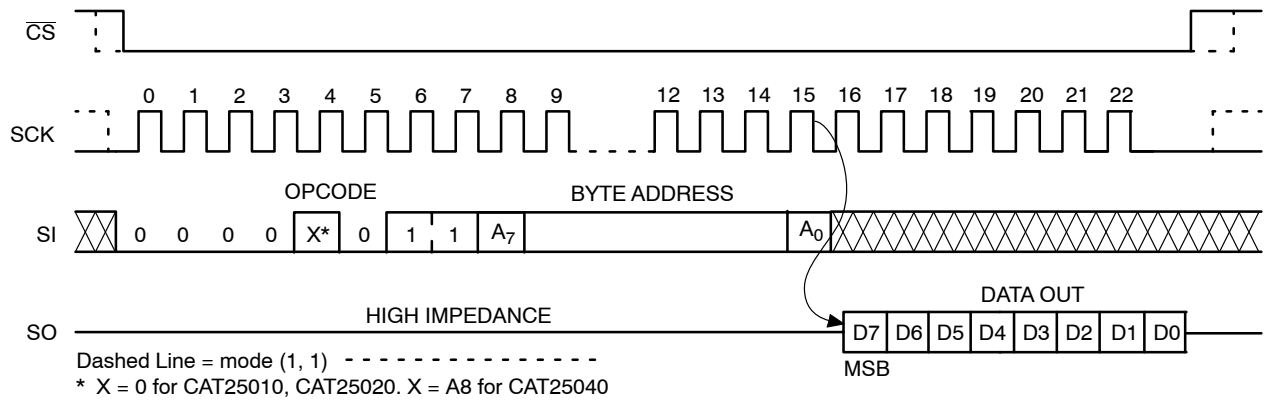 CS
0 1 2 3 4 5 6 7 8 9 12 13 14 15 16 17 18 19 20 21 22
SCK
OPCODE BYTE ADDRESS
SI 0 0 0 0 X* 0 1 1 A7 A0
DATA OUT
HIGH IMPEDANCE
SO D7 D6 D5 D4 D3 D2 D1 D0
Dashed Line = mode (1, 1)
MSB
* X = 0 for CAT25010, CAT25020. X = A8 for CAT25040